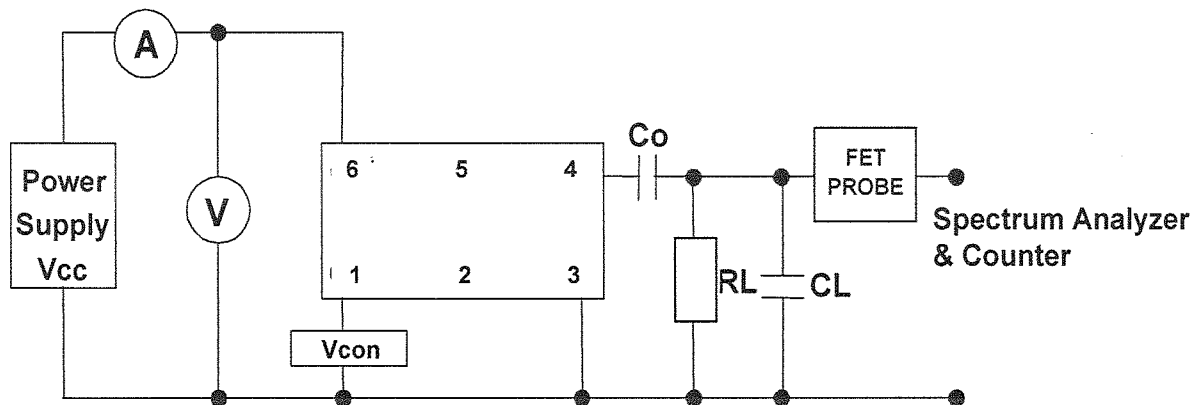 A
V
Power
Supply
Vcc
6 5 4
1 2 3
Vcon
Co
RL
CL
FET
PROBE
Spectrum Analyzer
& Counter